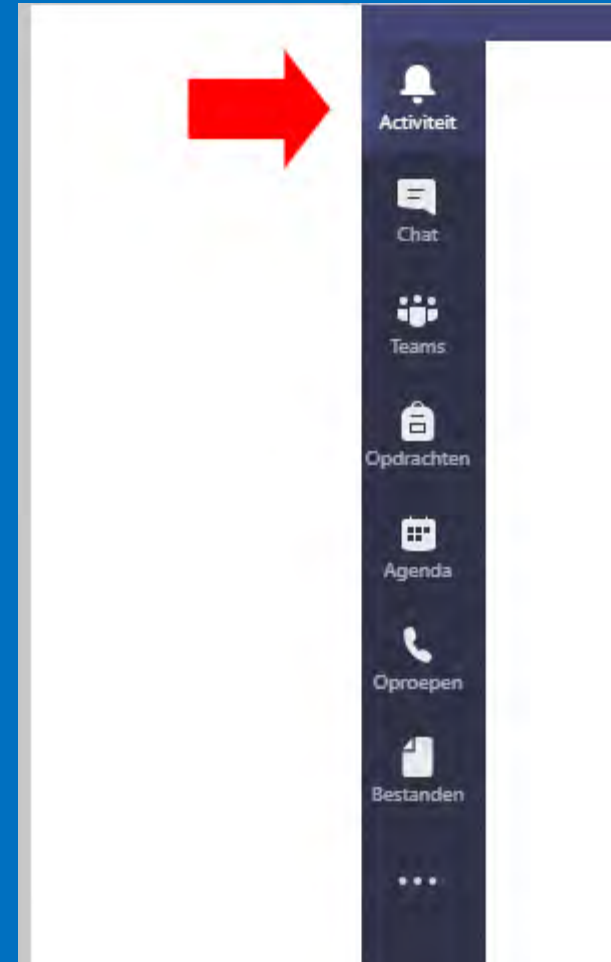 Activiteit
Chat
Teams
Opdrachten
Agenda
Oproepen
Bestanden